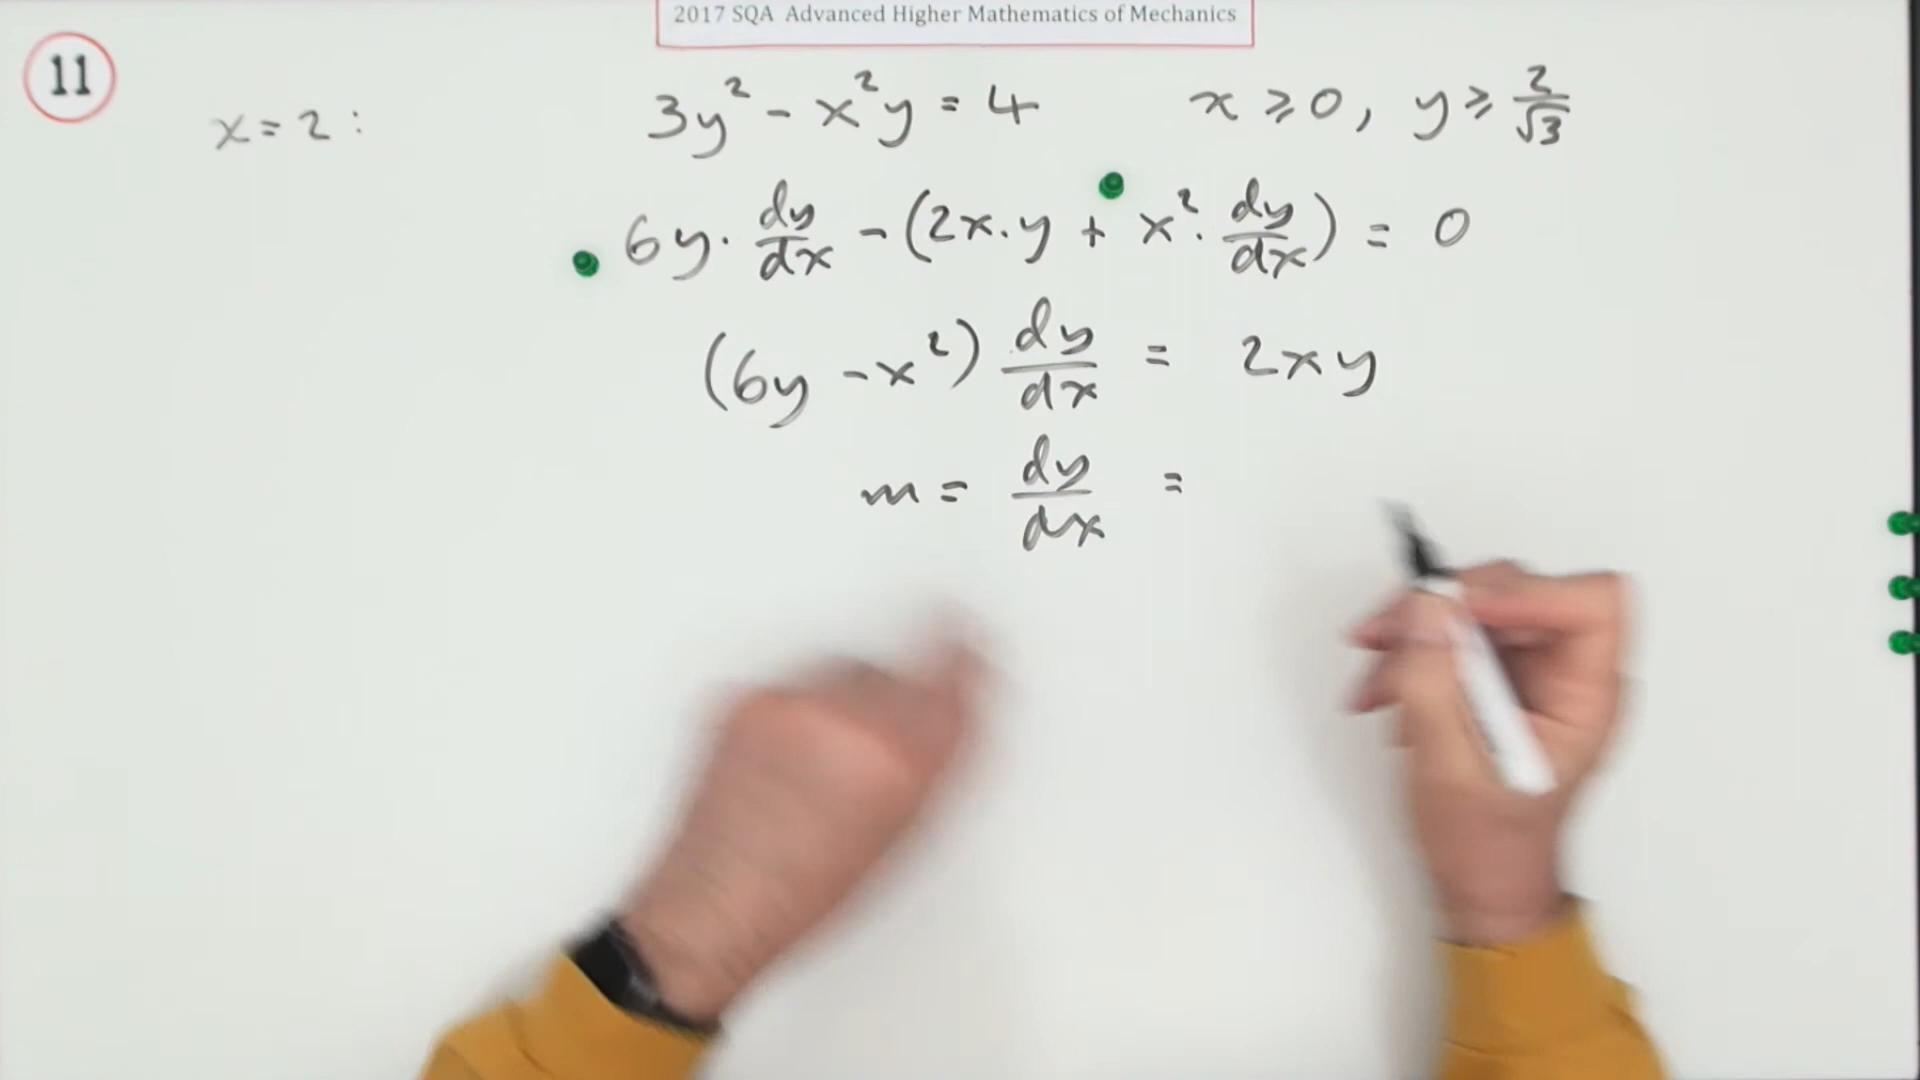 2017 SQA Advanced Higher Mathematics of Mechanics
11
x = 2 :
3y² - x²y = 4    x ≥ 0, y ≥ 2/√3
6y · dy/dx - (2x.y + x² · dy/dx) = 0
(6y - x²) dy/dx = 2xy
m = dy/dx =